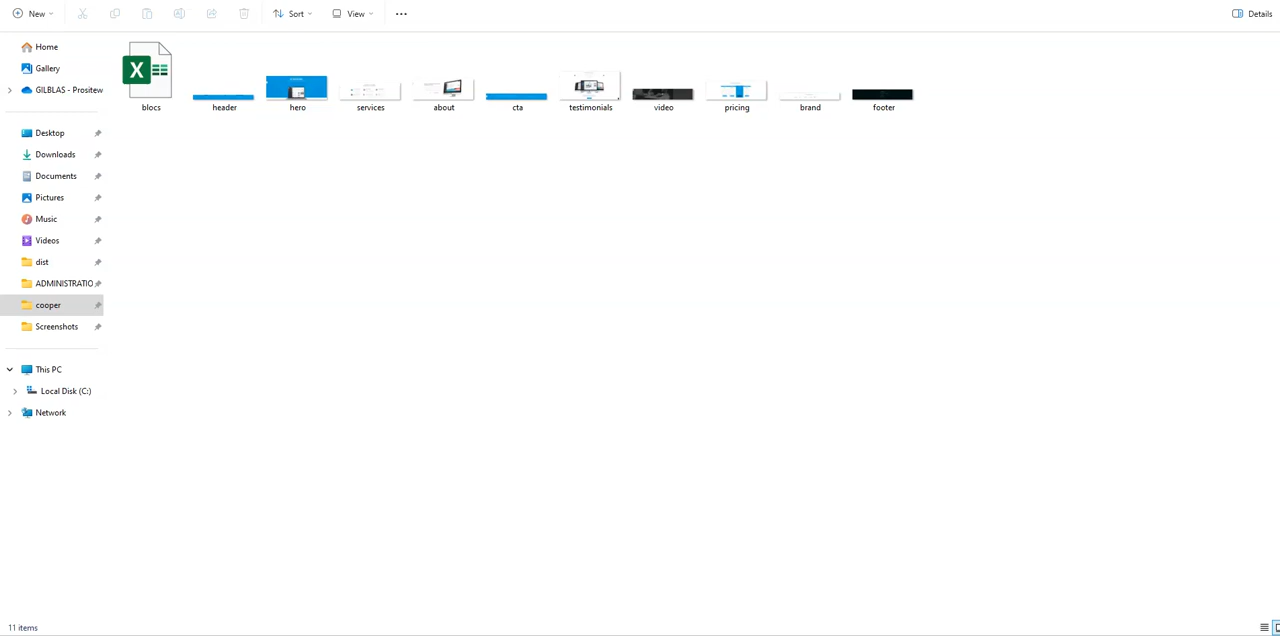 New Sort View Details
Home
Gallery
GILBLAS - Prositew
Desktop
Downloads
Documents
Pictures
Music
Videos
dist
ADMINISTRATIO
cooper
Screenshots
This PC
Local Disk (C:)
Network
X
blocs header hero services about cta testimonials video pricing brand footer
11 items